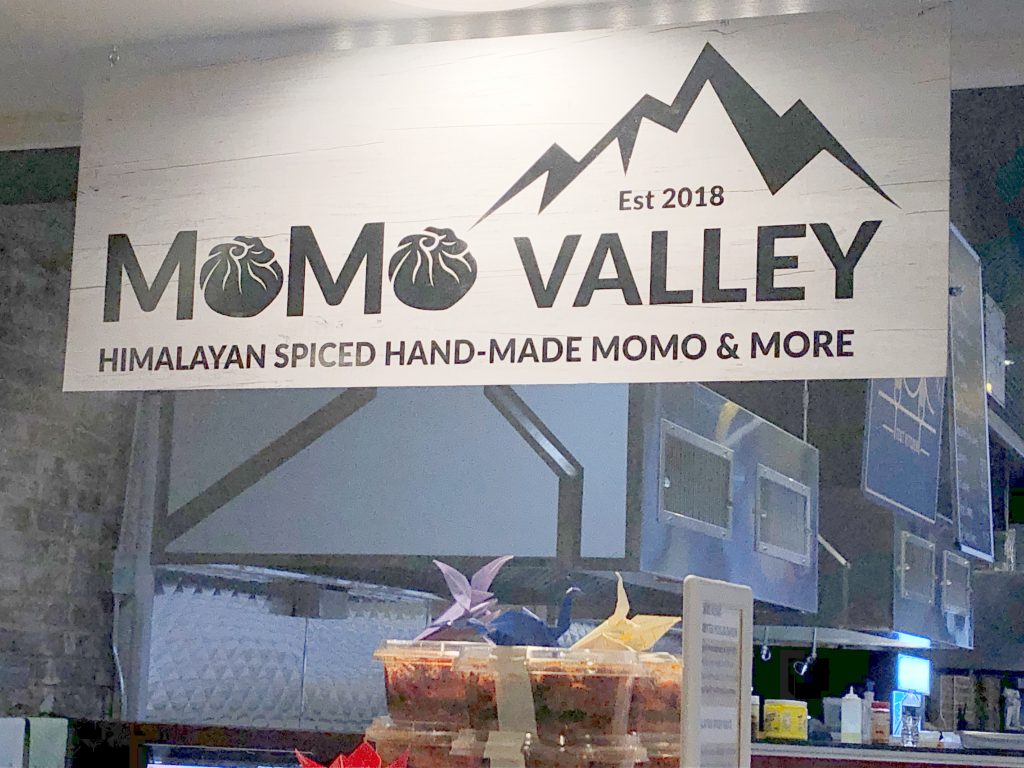 Est 2018
MOMO VALLEY
HIMALAYAN SPICED HAND-MADE MOMO & MORE